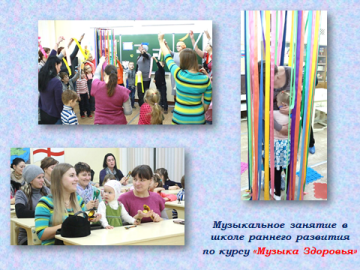 Музыкальное занятие в
школе раннего развития
по курсу «Музыка Здоровья»